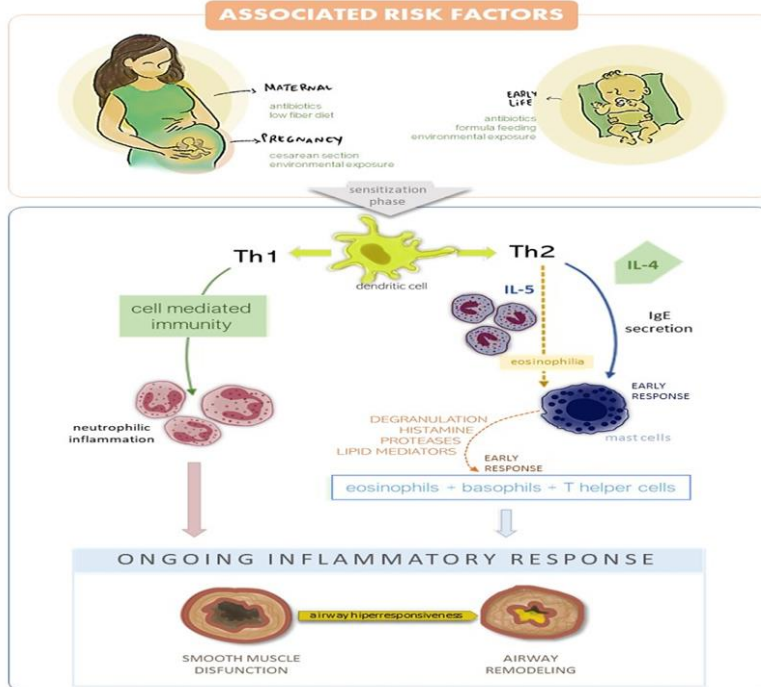 ASSOCIATED RISK FACTORS
MATERNAL
antibiotics
low fiber diet
PREGNANCY
cesarean section
environmental exposure
EARLY
LIFE
antibiotics
formula feeding
environmental exposure
sensitization
phase
Th1
dendritic cell
Th2
IL-4
cell mediated
immunity
IL-5
IgE
secretion
eosinophilia
EARLY
RESPONSE
neutrophilic
inflammation
mast cells
DEGRANULATION
HISTAMINE
PROTEASES
LIPID MEDIATORS
EARLY
RESPONSE
eosinophils + basophils + T helper cells
ONGOING INFLAMMATORY RESPONSE
airway hiperresponsiveness
SMOOTH MUSCLE
DISFUNCTION
AIRWAY
REMODELING